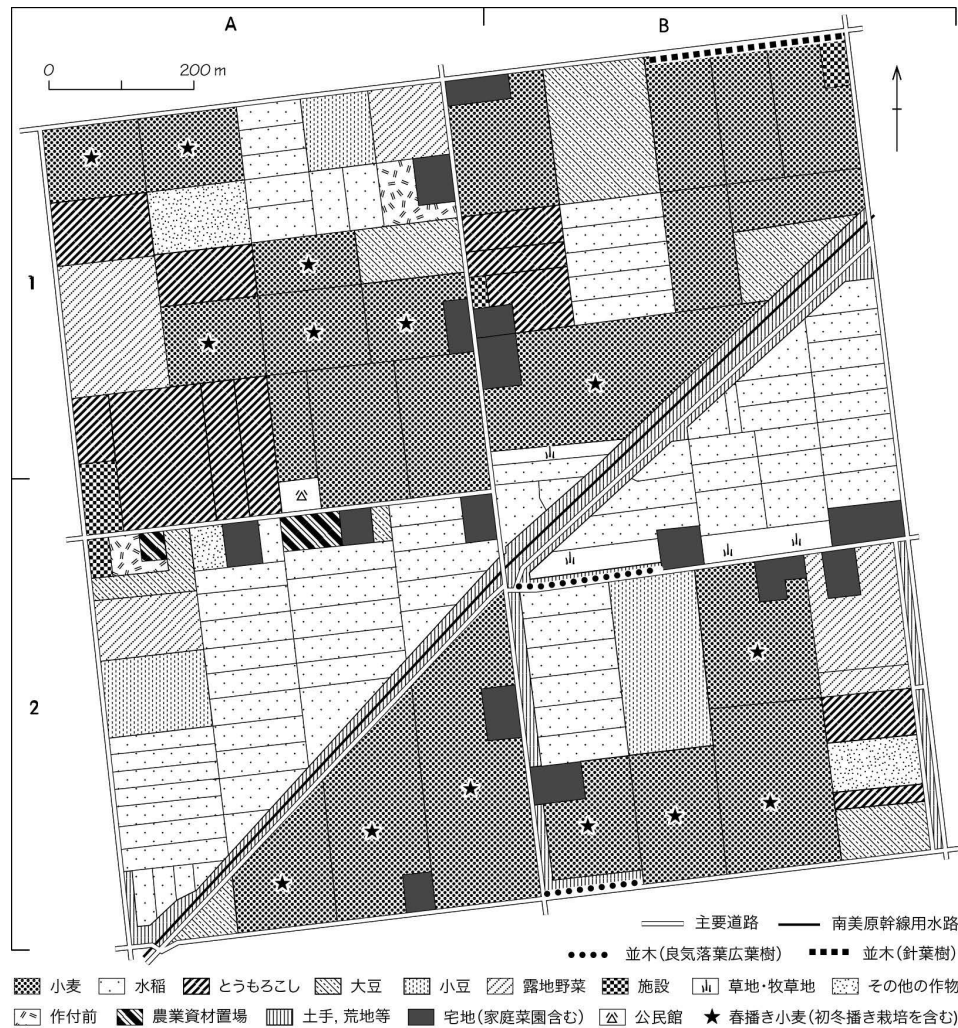 A B
0 200 m
1
2
主要道路 南美原幹線用水路
並木(良気落葉広葉樹) 並木(針葉樹)
小麦 水稲 とうもろこし 大豆 小豆 露地野菜 施設 草地・牧草地 その他の作物
作付前 農業資材置場 土手, 荒地等 宅地(家庭菜園含む) 公民館 春播き小麦(初冬播き栽培を含む)